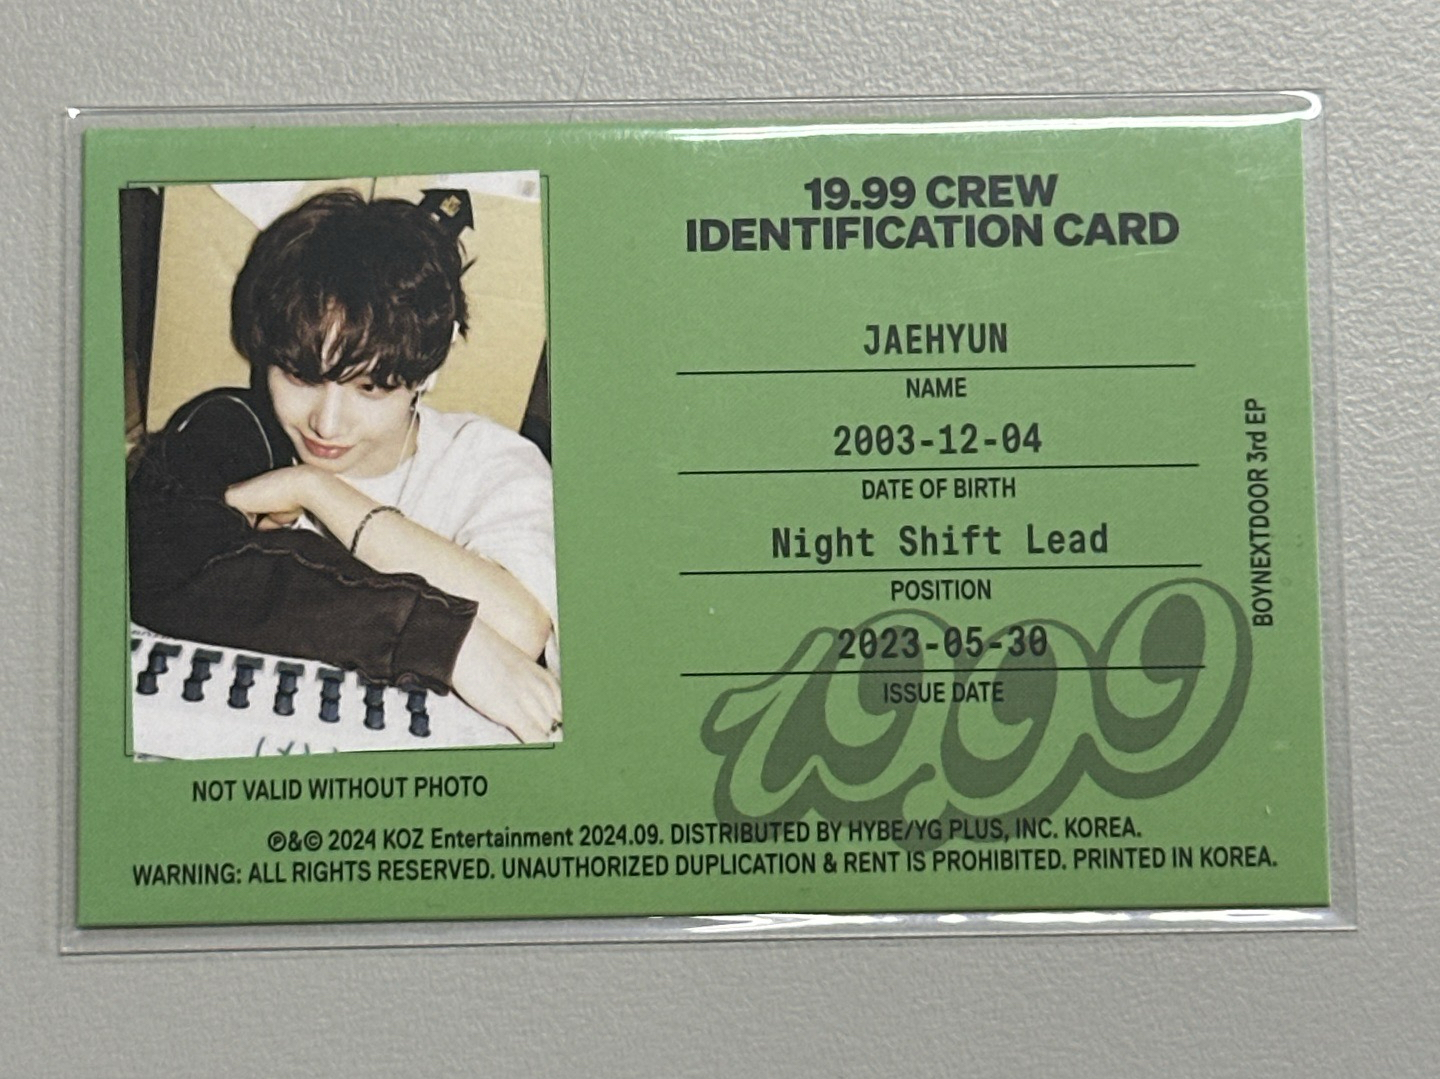 19.99 CREW
IDENTIFICATION CARD
JAEHYUN
NAME
2003-12-04
DATE OF BIRTH
Night Shift Lead
POSITION
2023-05-30
ISSUE DATE
19.99
BOYNEXTDOOR 3rd EP
NOT VALID WITHOUT PHOTO
℗&© 2024 KOZ Entertainment 2024.09. DISTRIBUTED BY HYBE/YG PLUS, INC. KOREA.
WARNING: ALL RIGHTS RESERVED. UNAUTHORIZED DUPLICATION & RENT IS PROHIBITED. PRINTED IN KOREA.